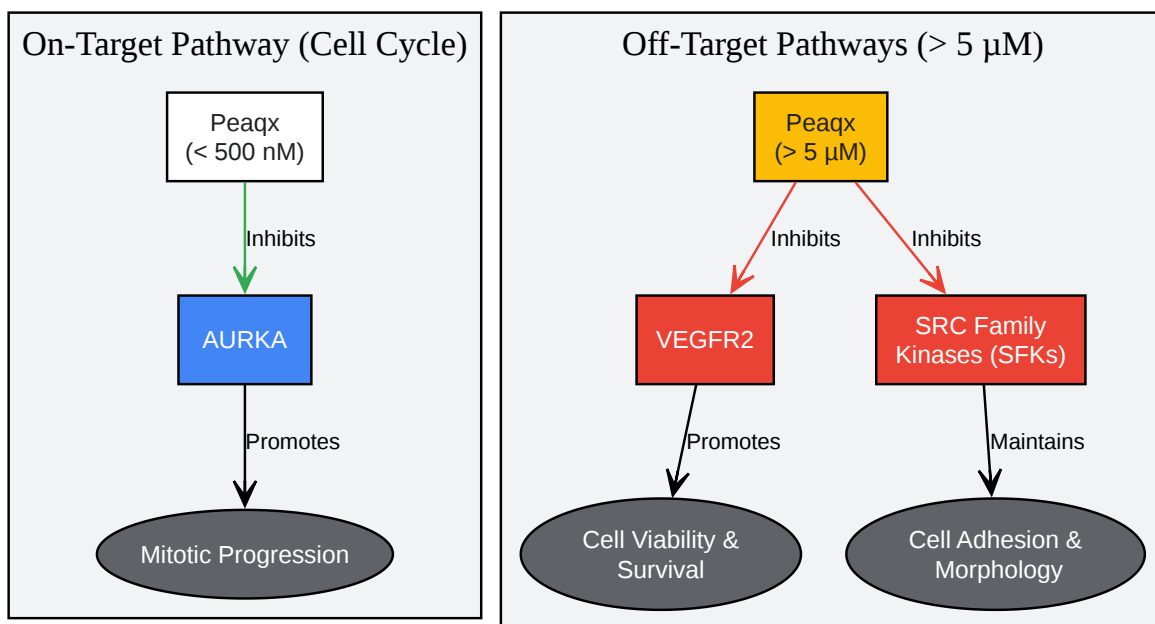 On-Target Pathway (Cell Cycle)
Peaqx
(< 500 nM)
Inhibits
AURKA
Promotes
Mitotic Progression
Off-Target Pathways (> 5 µM)
Peaqx
(> 5 µM)
Inhibits
Inhibits
VEGFR2
SRC Family
Kinases (SFKs)
Promotes
Maintains
Cell Viability &
Survival
Cell Adhesion &
Morphology